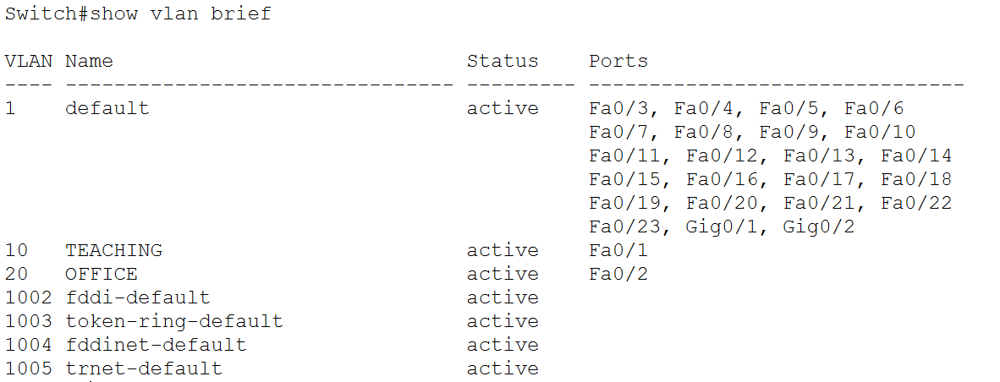 Switch#show vlan brief
VLAN Name                             Status    Ports
---- -------------------------------- --------- -------------------------------
1    default                          active    Fa0/3, Fa0/4, Fa0/5, Fa0/6
                                                Fa0/7, Fa0/8, Fa0/9, Fa0/10
                                                Fa0/11, Fa0/12, Fa0/13, Fa0/14
                                                Fa0/15, Fa0/16, Fa0/17, Fa0/18
                                                Fa0/19, Fa0/20, Fa0/21, Fa0/22
                                                Fa0/23, Gig0/1, Gig0/2
10   TEACHING                         active    Fa0/1
20   OFFICE                           active    Fa0/2
1002 fddi-default                     active
1003 token-ring-default               active
1004 fddinet-default                  active
1005 trnet-default                    active